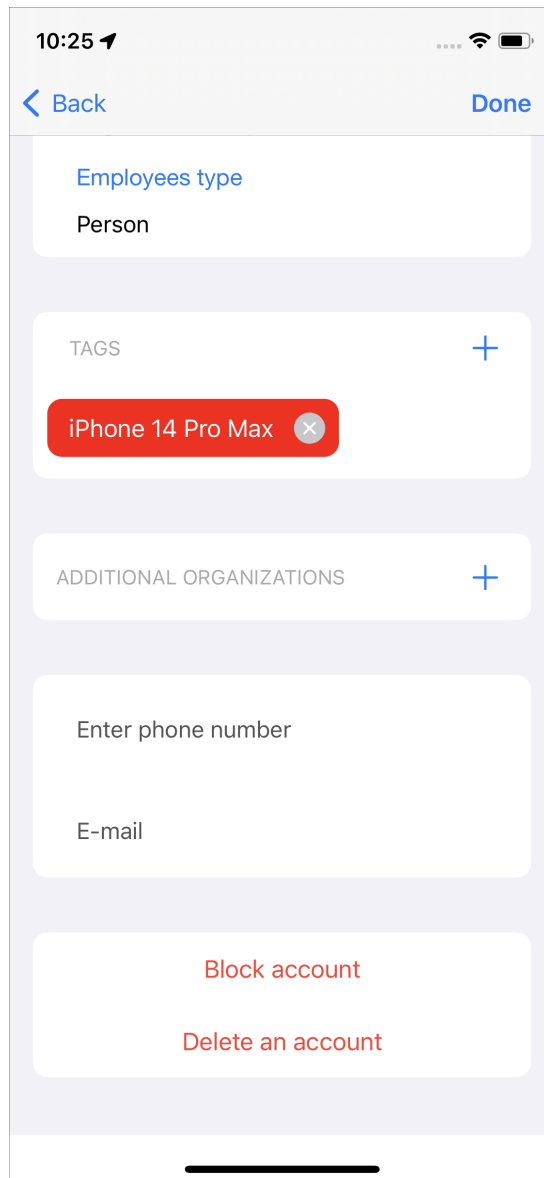 10:25
Back
Done
Employees type
Person
TAGS
iPhone 14 Pro Max
ADDITIONAL ORGANIZATIONS
Enter phone number
E-mail
Block account
Delete an account